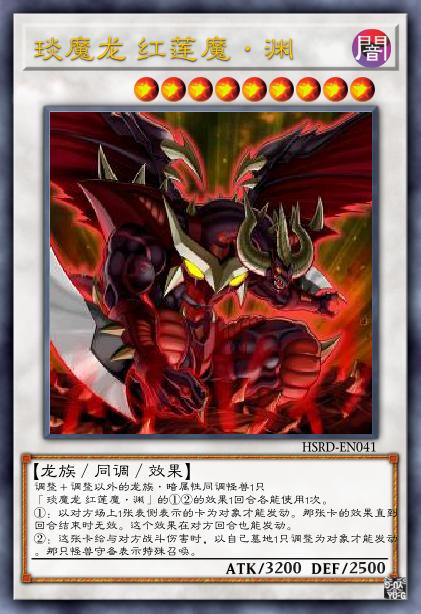 琰魔龙 红莲魔・渊
闇
HSRD-EN041
【龙族/同调/效果】
调整+调整以外的龙族・暗属性同调怪兽1只
「琰魔龙 红莲魔・渊」的①②的效果1回合各能使用1次。
①：以对方场上1张表侧表示的卡为对象才能发动。那张卡的效果直到
回合结束时无效。这个效果在对方回合也能发动。
②：这张卡给与对方战斗伤害时，以自己墓地1只调整为对象才能发动
。那只怪兽守备表示特殊召唤。
ATK/3200 DEF/2500